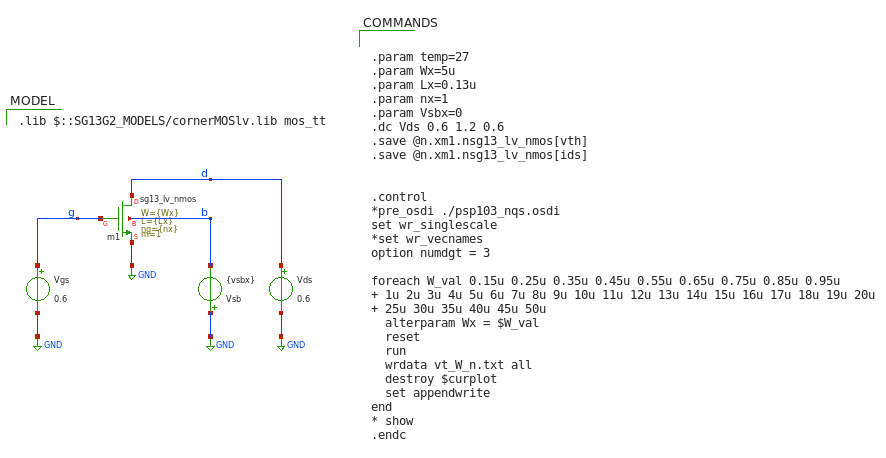 COMMANDS
.param temp=27
.param Wx=5u
.param Lx=0.13u
.param nx=1
.param Vsbx=0
.dc Vds 0.6 1.2 0.6
.save @n.xm1.nsg13_lv_nmos[vth]
.save @n.xm1.nsg13_lv_nmos[ids]
.control
*pre_osdi ./psp103_nqs.osdi
set wr_singlescale
*set wr_vecnames
option numdgt = 3
foreach W_val 0.15u 0.25u 0.35u 0.45u 0.55u 0.65u 0.75u 0.85u 0.95u
+ 1u 2u 3u 4u 5u 6u 7u 8u 9u 10u 11u 12u 13u 14u 15u 16u 17u 18u 19u 20u
+ 25u 30u 35u 40u 45u 50u
alterparam Wx = $W_val
reset
run
wrdata vt_W_n.txt all
destroy $curplot
set appendwrite
end
* show
.endc
MODEL
.lib $::SG13G2_MODELS/cornerMOSlv.lib mos_tt
d
D
sg13_lv_nmos
g
G
W={Wx}
L={Lx}
ng={nx}
m=1
B
b
m1
S
GND
+
Vgs
0.6
GND
{vsbx}
Vsb
+
GND
+
Vds
0.6
GND